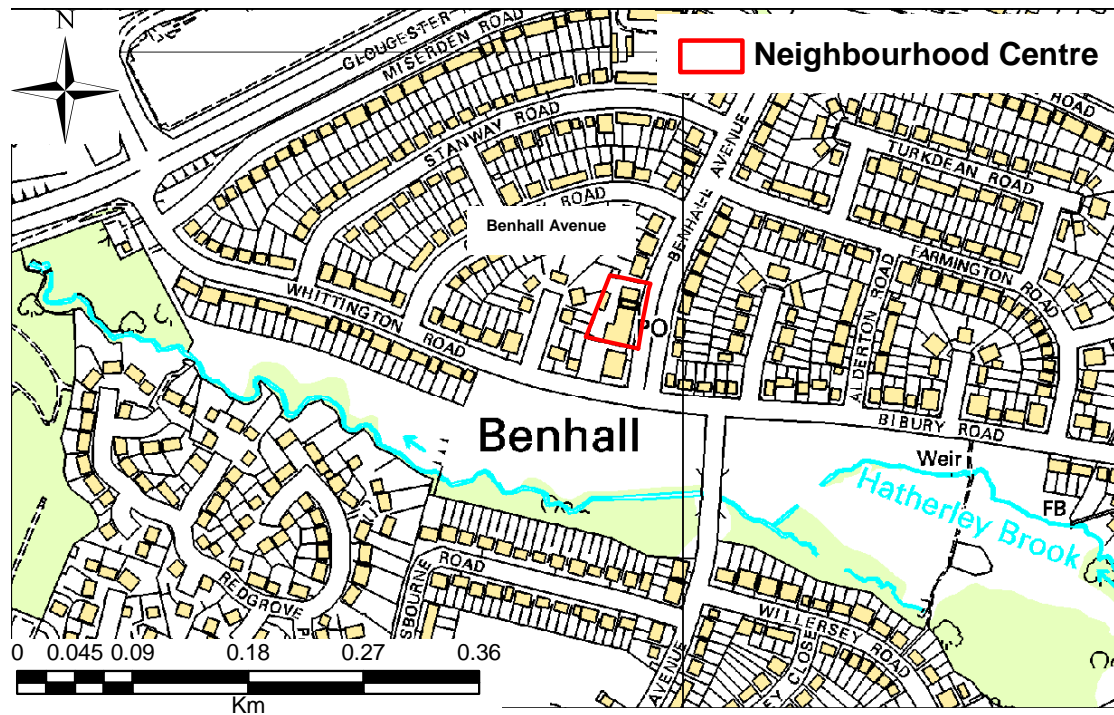 N
Neighbourhood Centre
GLOUCESTER
MISERDEN ROAD
STANWAY ROAD
ROAD
ROAD
AVENUE
BENHALL
TURKDEAN ROAD
FARMINGTON ROAD
Benhall Avenue
WHITTINGTON ROAD
PO
ALDERTON ROAD
BIBURY ROAD
Benhall
Weir
Hatherley Brook
FB
REDGROVE
SBOURNE
ROAD
WILLERSEY ROAD
AVENUE
EY CLOSE
0 0.045 0.09 0.18 0.27 0.36
Km